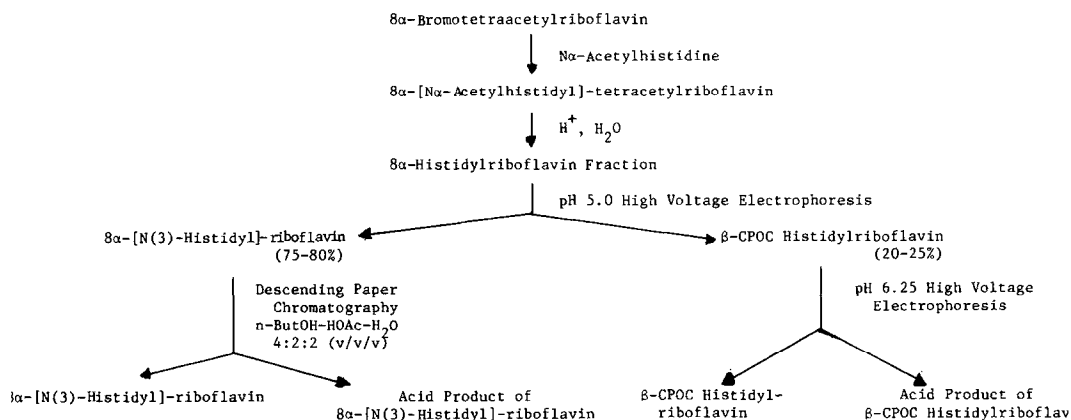 8α-Bromotetraacetylriboflavin
Nα-Acetylhistidine
8α-[Nα-Acetylhistidyl]-tetracetylriboflavin
H+, H2O
8α-Histidylriboflavin Fraction
pH 5.0 High Voltage Electrophoresis
8α-[N(3)-Histidyl]-riboflavin
(75-80%)
β-CPOC Histidylriboflavin
(20-25%)
Descending Paper
Chromatography
n-ButOH-HOAc-H2O
4:2:2 (v/v/v)
pH 6.25 High Voltage
Electrophoresis
8α-[N(3)-Histidyl]-riboflavin
Acid Product of
8α-[N(3)-Histidyl]-riboflavin
β-CPOC Histidyl-
riboflavin
Acid Product of
β-CPOC Histidylriboflav